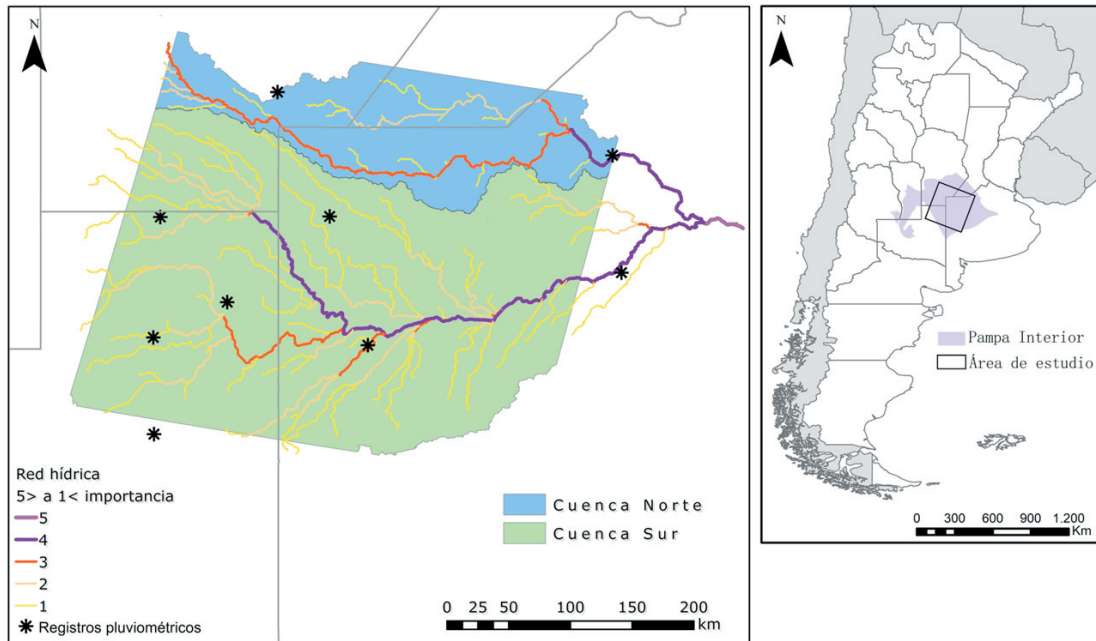 N
Red hídrica
5> a 1< importancia
5
4
3
2
1
Registros pluviométricos
Cuenca Norte
Cuenca Sur
0 25 50 100 150 200
km
N
Pampa Interior
Área de estudio
0 300 600 900 1.200
Km